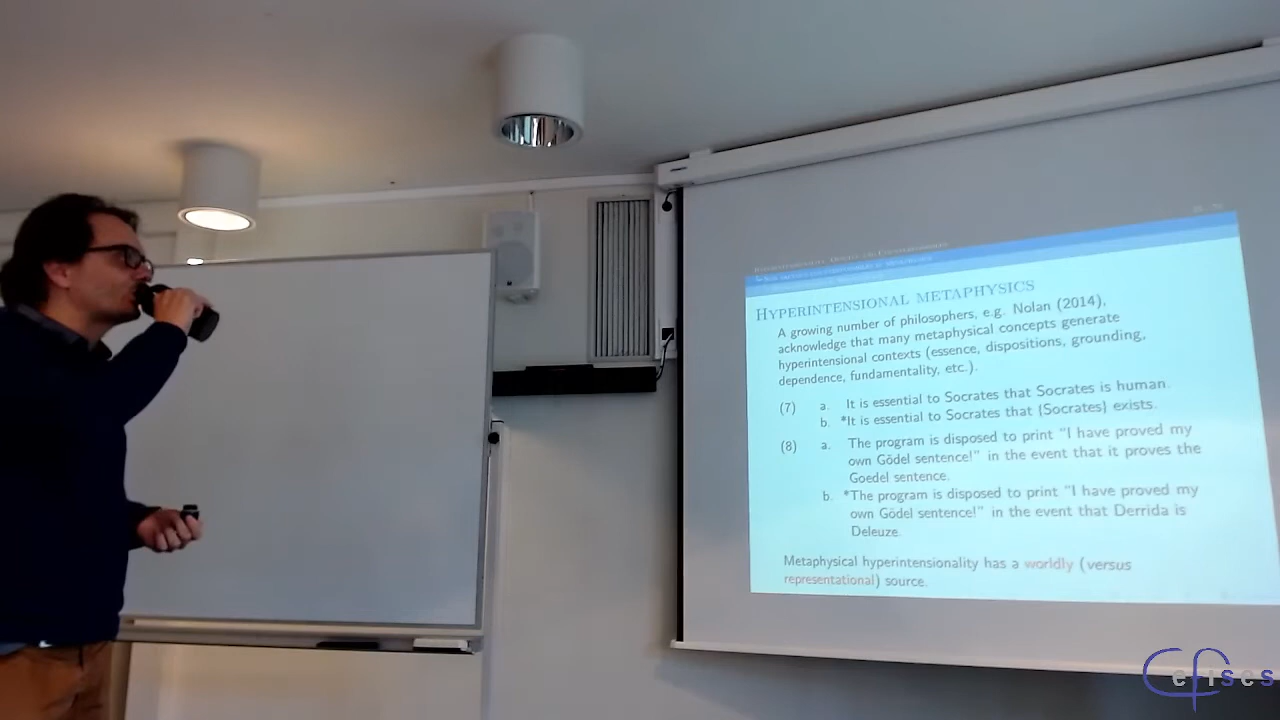 HYPERINTENSIONAL METAPHYSICS
A growing number of philosophers, e.g. Nolan (2014),
acknowledge that many metaphysical concepts generate
hyperintensional contexts (essence, dispositions, grounding,
dependence, fundamentality, etc.).
(7) a. It is essential to Socrates that Socrates is human.
b. *It is essential to Socrates that {Socrates} exists.
(8) a. The program is disposed to print "I have proved my
own Gödel sentence!" in the event that it proves the
Goedel sentence.
b. *The program is disposed to print "I have proved my
own Gödel sentence!" in the event that Derrida is
Deleuze.
Metaphysical hyperintensionality has a worldly (versus
representational) source.
Cefises